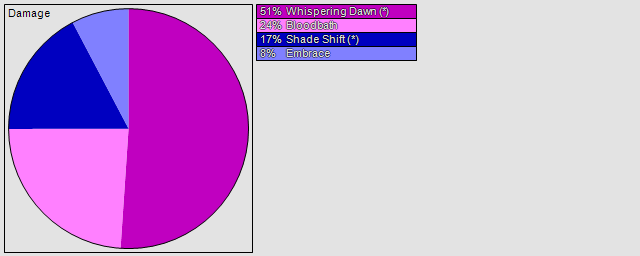 Damage
51% Whispering Dawn (*)
24% Bloodbath
17% Shade Shift (*)
8% Embrace